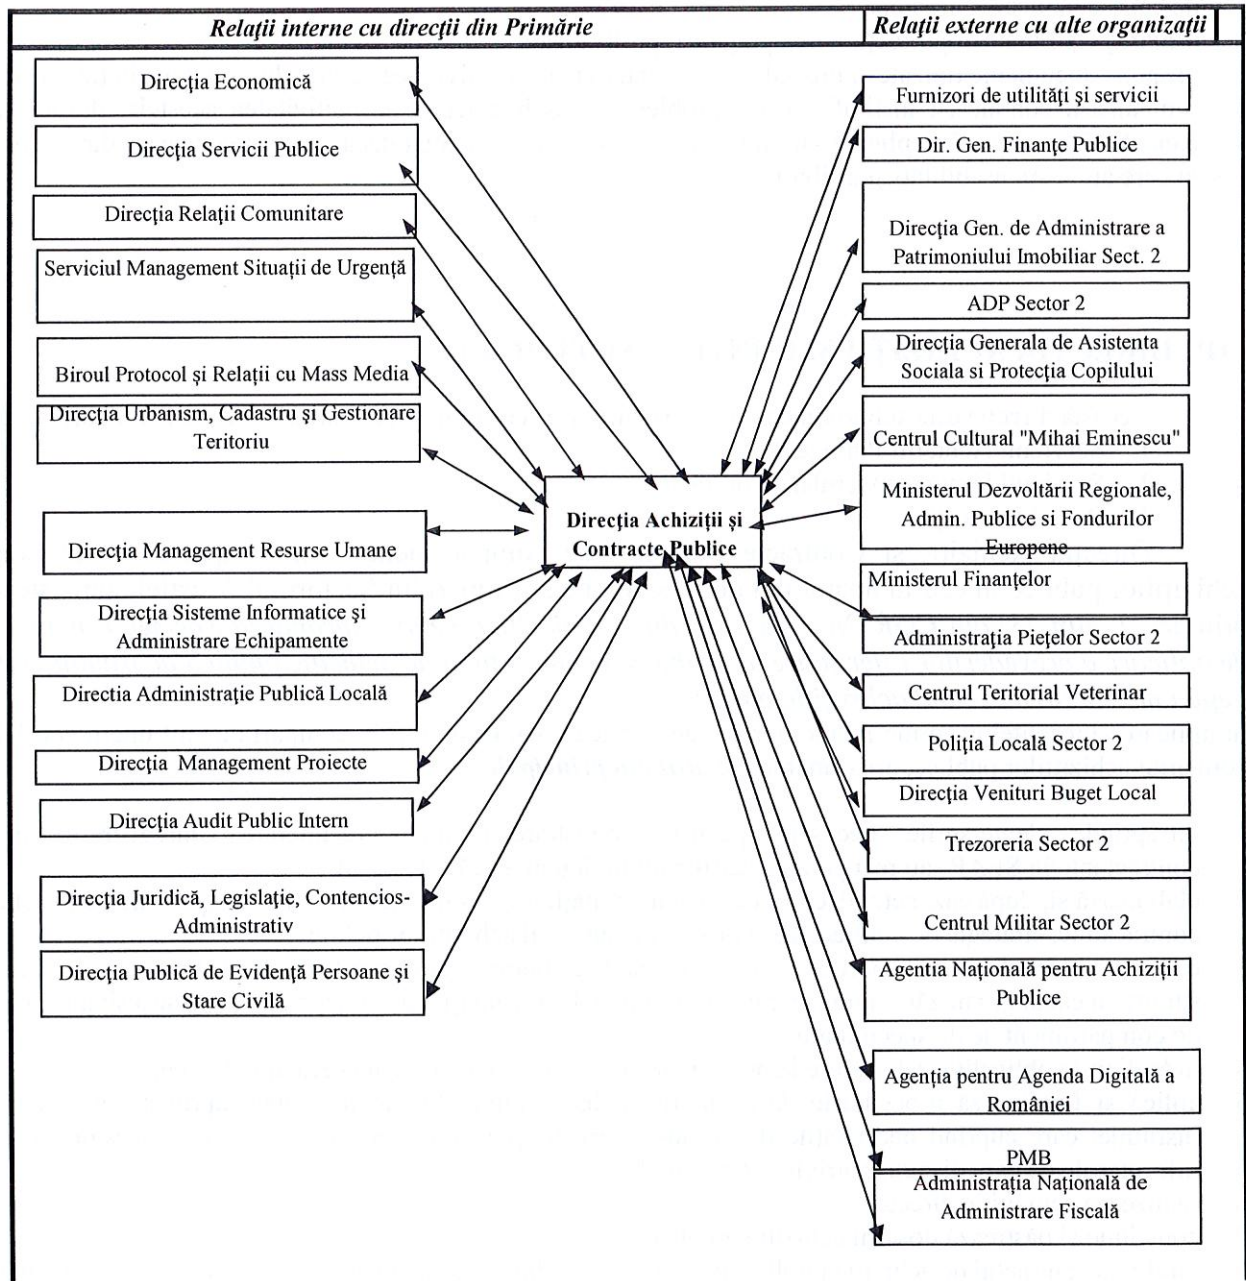 Relaţii interne cu direcţii din Primărie
Relaţii externe cu alte organizaţii
Direcţia Economică
Direcţia Servicii Publice
Direcţia Relaţii Comunitare
Serviciul Management Situaţii de Urgenţă
Biroul Protocol şi Relaţii cu Mass Media
Direcţia Urbanism, Cadastru şi Gestionare
Teritoriu
Direcţia Management Resurse Umane
Direcţia Sisteme Informatice şi
Administrare Echipamente
Directia Administraţie Publică Locală
Direcţia Management Proiecte
Direcţia Audit Public Intern
Direcţia Juridică, Legislaţie, Contencios-
Administrativ
Direcţia Publică de Evidenţă Persoane şi
Stare Civilă
Direcţia Achiziţii şi
Contracte Publice
Furnizori de utilităţi şi servicii
Dir. Gen. Finanţe Publice
Direcţia Gen. de Administrare a
Patrimoniului Imobiliar Sect. 2
ADP Sector 2
Direcţia Generala de Asistenta
Sociala si Protecţia Copilului
Centrul Cultural "Mihai Eminescu"
Ministerul Dezvoltării Regionale,
Admin. Publice si Fondurilor
Europene
Ministerul Finanţelor
Administraţia Pieţelor Sector 2
Centrul Teritorial Veterinar
Poliţia Locală Sector 2
Direcţia Venituri Buget Local
Trezoreria Sector 2
Centrul Militar Sector 2
Agentia Naţională pentru Achiziţii
Publice
Agenţia pentru Agenda Digitală a
României
PMB
Administraţia Naţională de
Administrare Fiscală